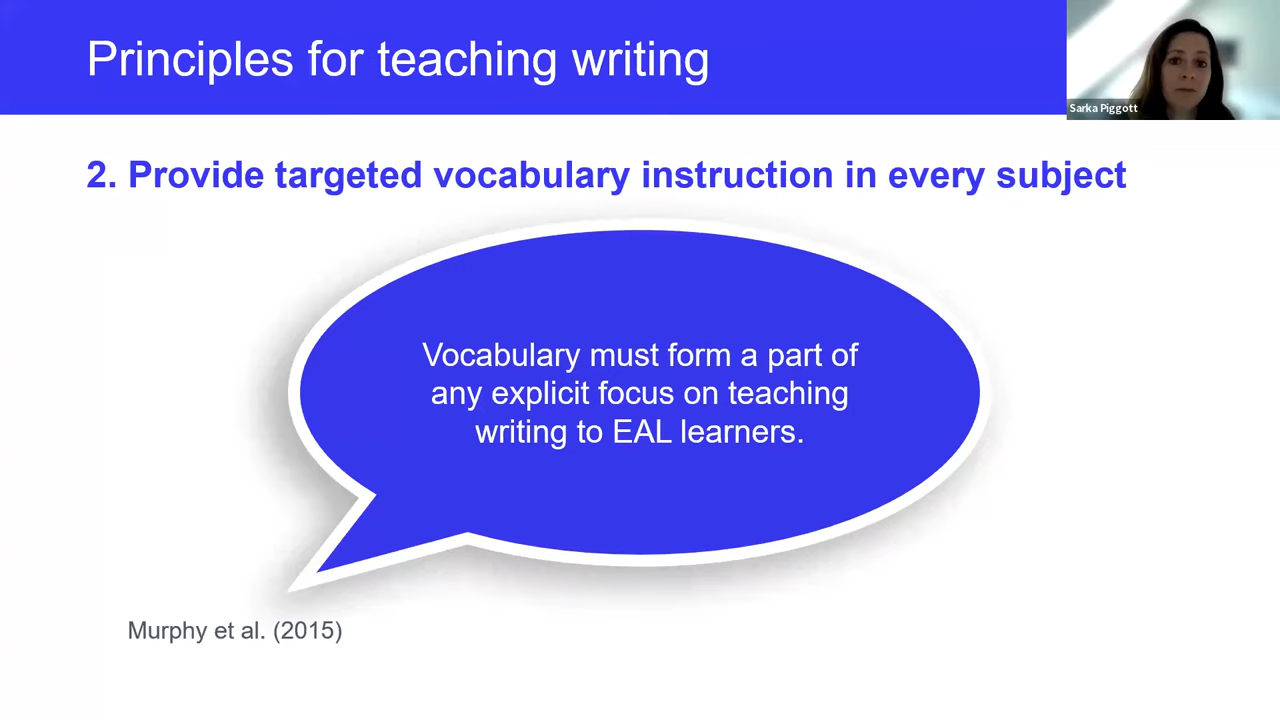 Principles for teaching writing
Sarka Piggott
2. Provide targeted vocabulary instruction in every subject
Vocabulary must form a part of
any explicit focus on teaching
writing to EAL learners.
Murphy et al. (2015)